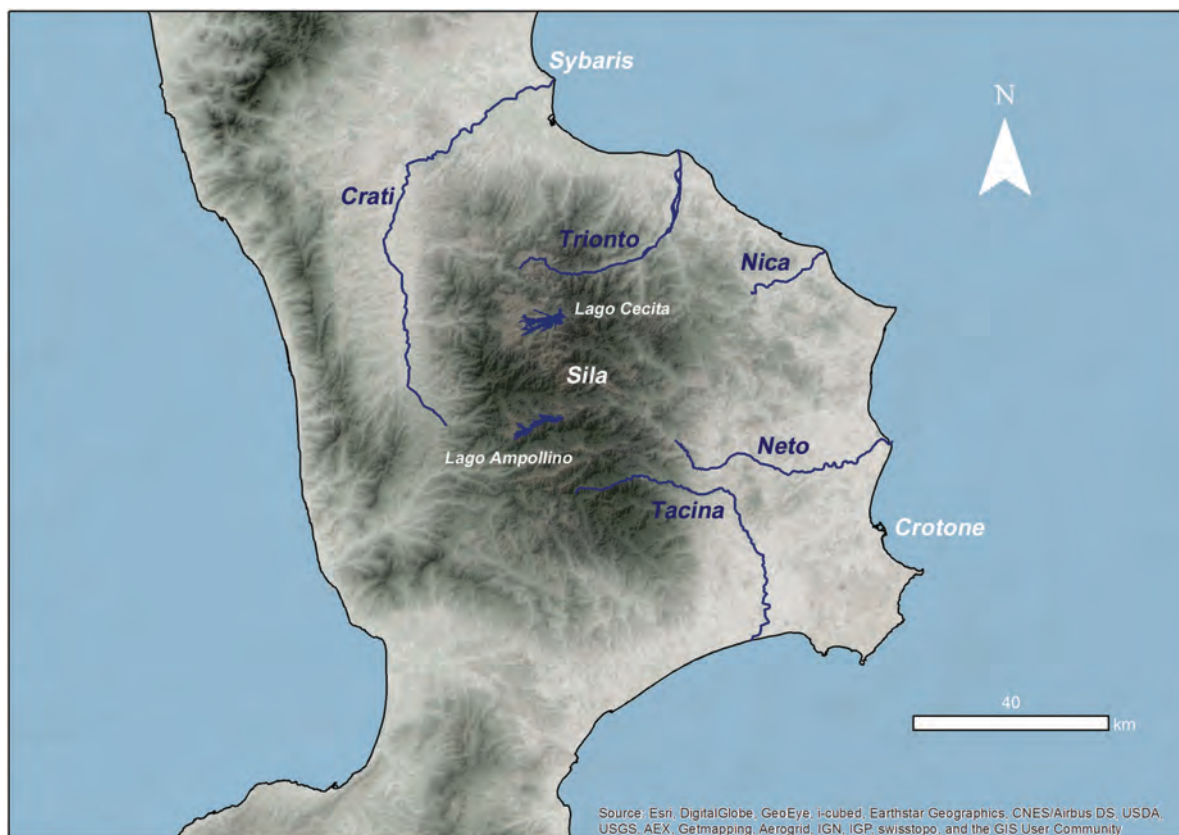 Sybaris
N
Crati
Trionto
Nica
Lago Cecita
Sila
Lago Ampollino
Neto
Tacina
Crotone
40
km
Source: Esri, DigitalGlobe, GeoEye, i-cubed, Earthstar Geographics, CNES/Airbus DS, USDA,
USGS, AEX, Getmapping, Aerogrid, IGN, IGP, swisstopo, and the GIS User Community